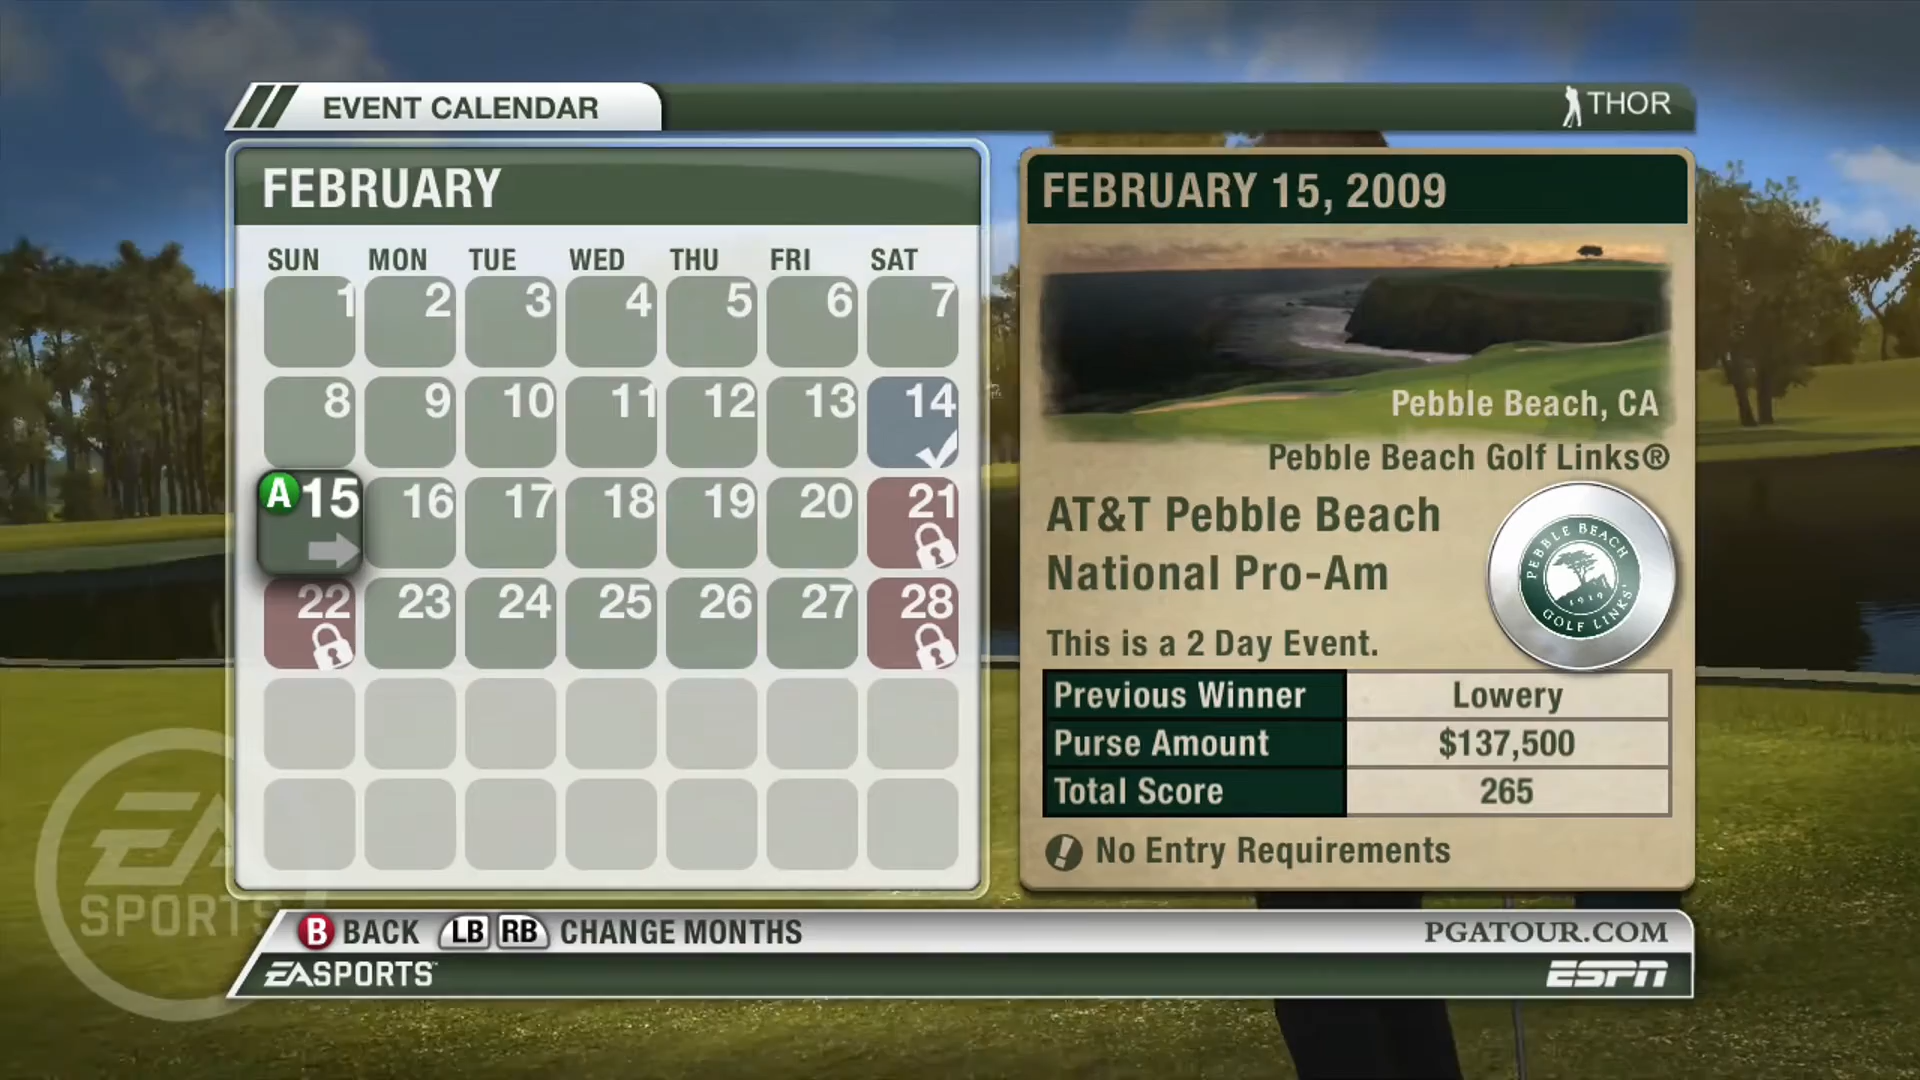 EVENT CALENDAR
THOR
FEBRUARY
SUN MON TUE WED THU FRI SAT
1 2 3 4 5 6 7
8 9 10 11 12 13 14
A 15 16 17 18 19 20 21
22 23 24 25 26 27 28
FEBRUARY 15, 2009
Pebble Beach, CA
Pebble Beach Golf Links®
AT&T Pebble Beach
National Pro-Am
PEBBLE BEACH
1919
GOLF LINKS
This is a 2 Day Event.
Previous Winner Lowery
Purse Amount $137,500
Total Score 265
! No Entry Requirements
EA
SPORTS
B BACK LB RB CHANGE MONTHS
PGATOUR.COM
EA SPORTS™
ESPN